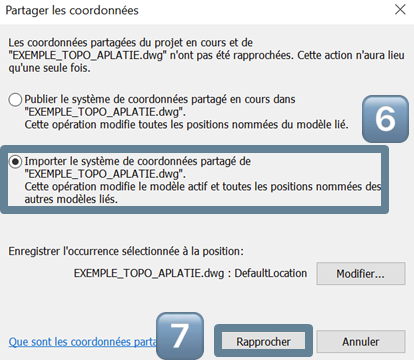 Partager les coordonnées
Les coordonnées partagées du projet en cours et de
"EXEMPLE_TOPO_APLATIE.dwg" n'ont pas été rapprochées. Cette action n'aura lieu
qu'une seule fois.
Publier le système de coordonnées partagé en cours dans
"EXEMPLE_TOPO_APLATIE.dwg".
Cette opération modifie toutes les positions nommées du modèle lié.
6
Importer le système de coordonnées partagé de
"EXEMPLE_TOPO_APLATIE.dwg".
Cette opération modifie le modèle actif et toutes les positions nommées des
autres modèles liés.
Enregistrer l'occurrence sélectionnée à la position:
EXEMPLE_TOPO_APLATIE.dwg : DefaultLocation
Modifier...
Que sont les coordonnées
7
Rapprocher
Annuler